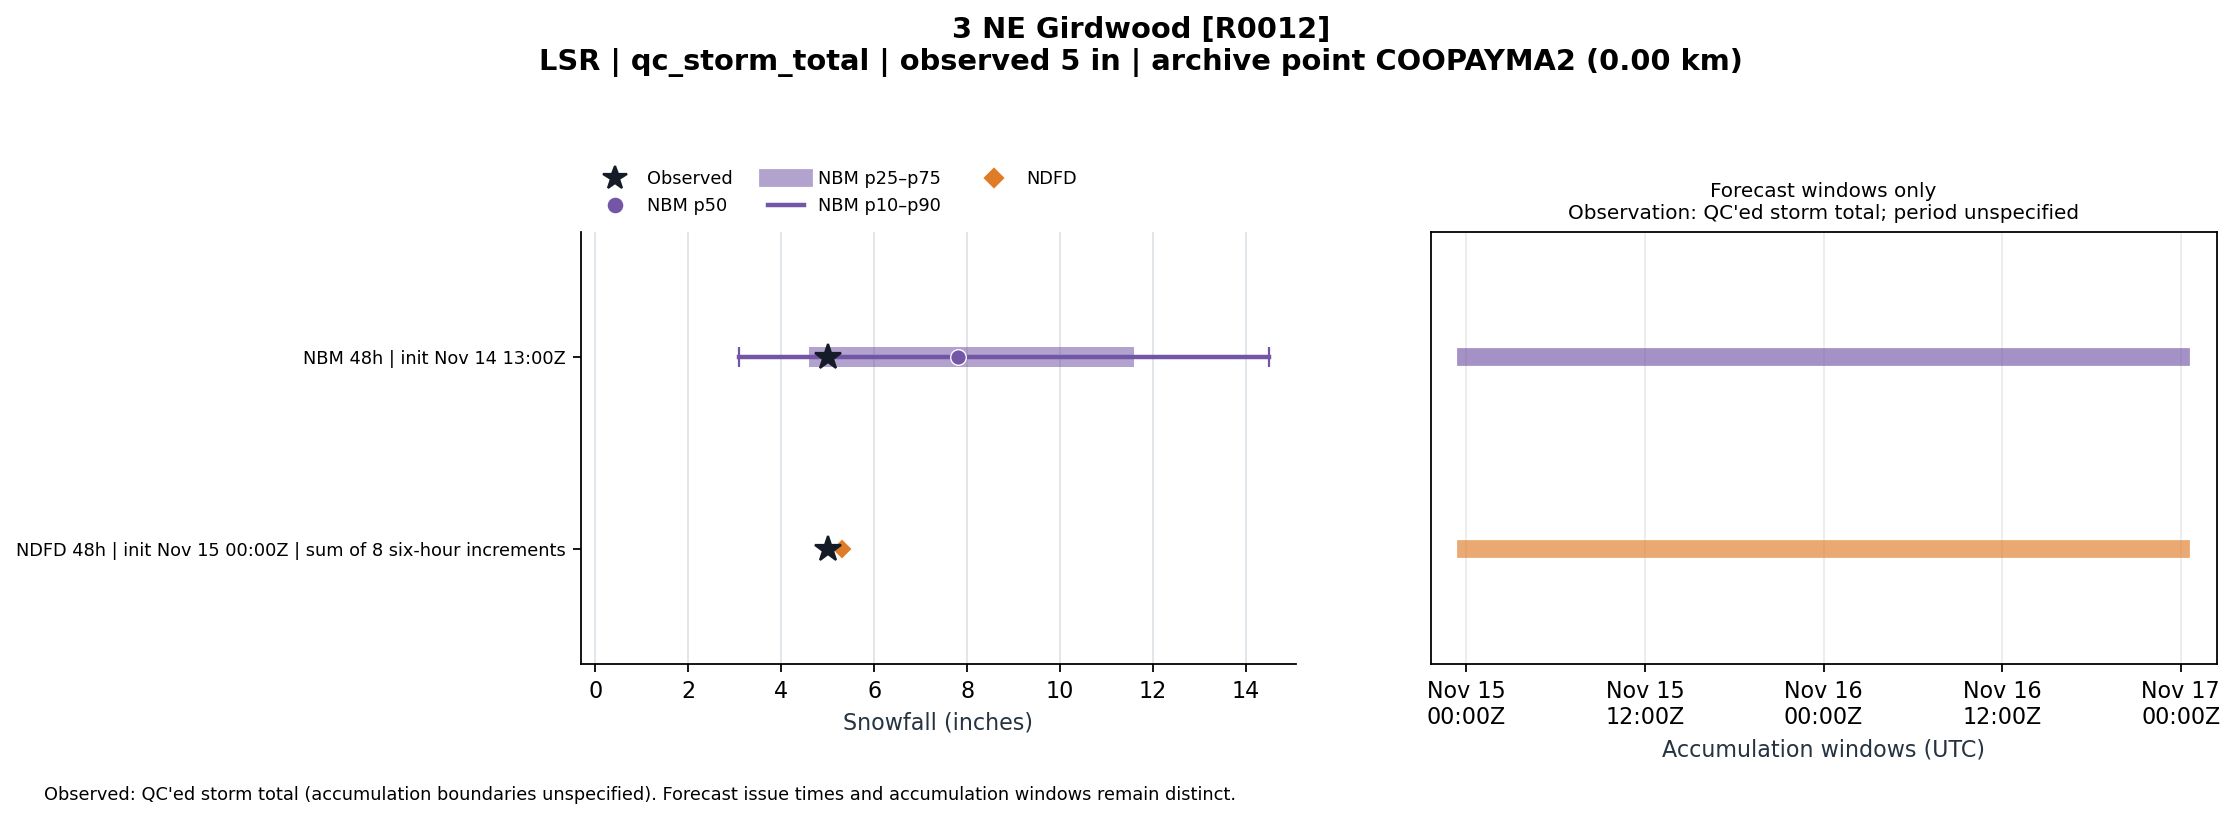 3 NE Girdwood [R0012]
LSR | qc_storm_total | observed 5 in | archive point COOPAYMA2 (0.00 km)
Observed
NBM p50
NBM p25–p75
NBM p10–p90
NDFD
NBM 48h | init Nov 14 13:00Z
NDFD 48h | init Nov 15 00:00Z | sum of 8 six-hour increments
0 2 4 6 8 10 12 14
Snowfall (inches)
Forecast windows only
Observation: QC'ed storm total; period unspecified
Nov 15 Nov 15 Nov 16 Nov 16 Nov 17
00:00Z 12:00Z 00:00Z 12:00Z 00:00Z
Accumulation windows (UTC)
Observed: QC'ed storm total (accumulation boundaries unspecified). Forecast issue times and accumulation windows remain distinct.